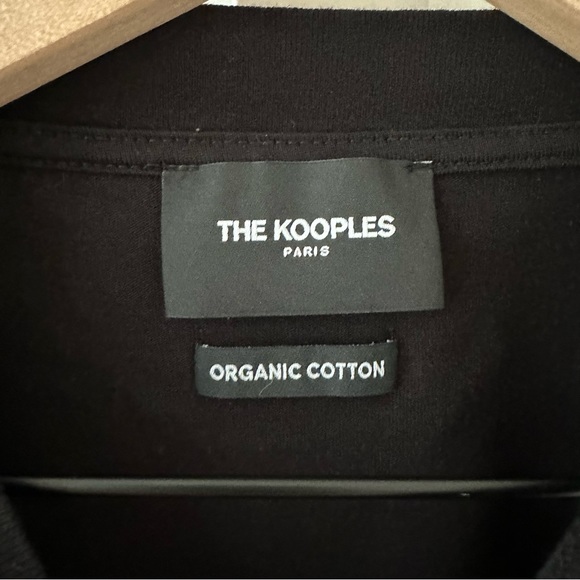 THE KOOPLES
PARIS
ORGANIC COTTON